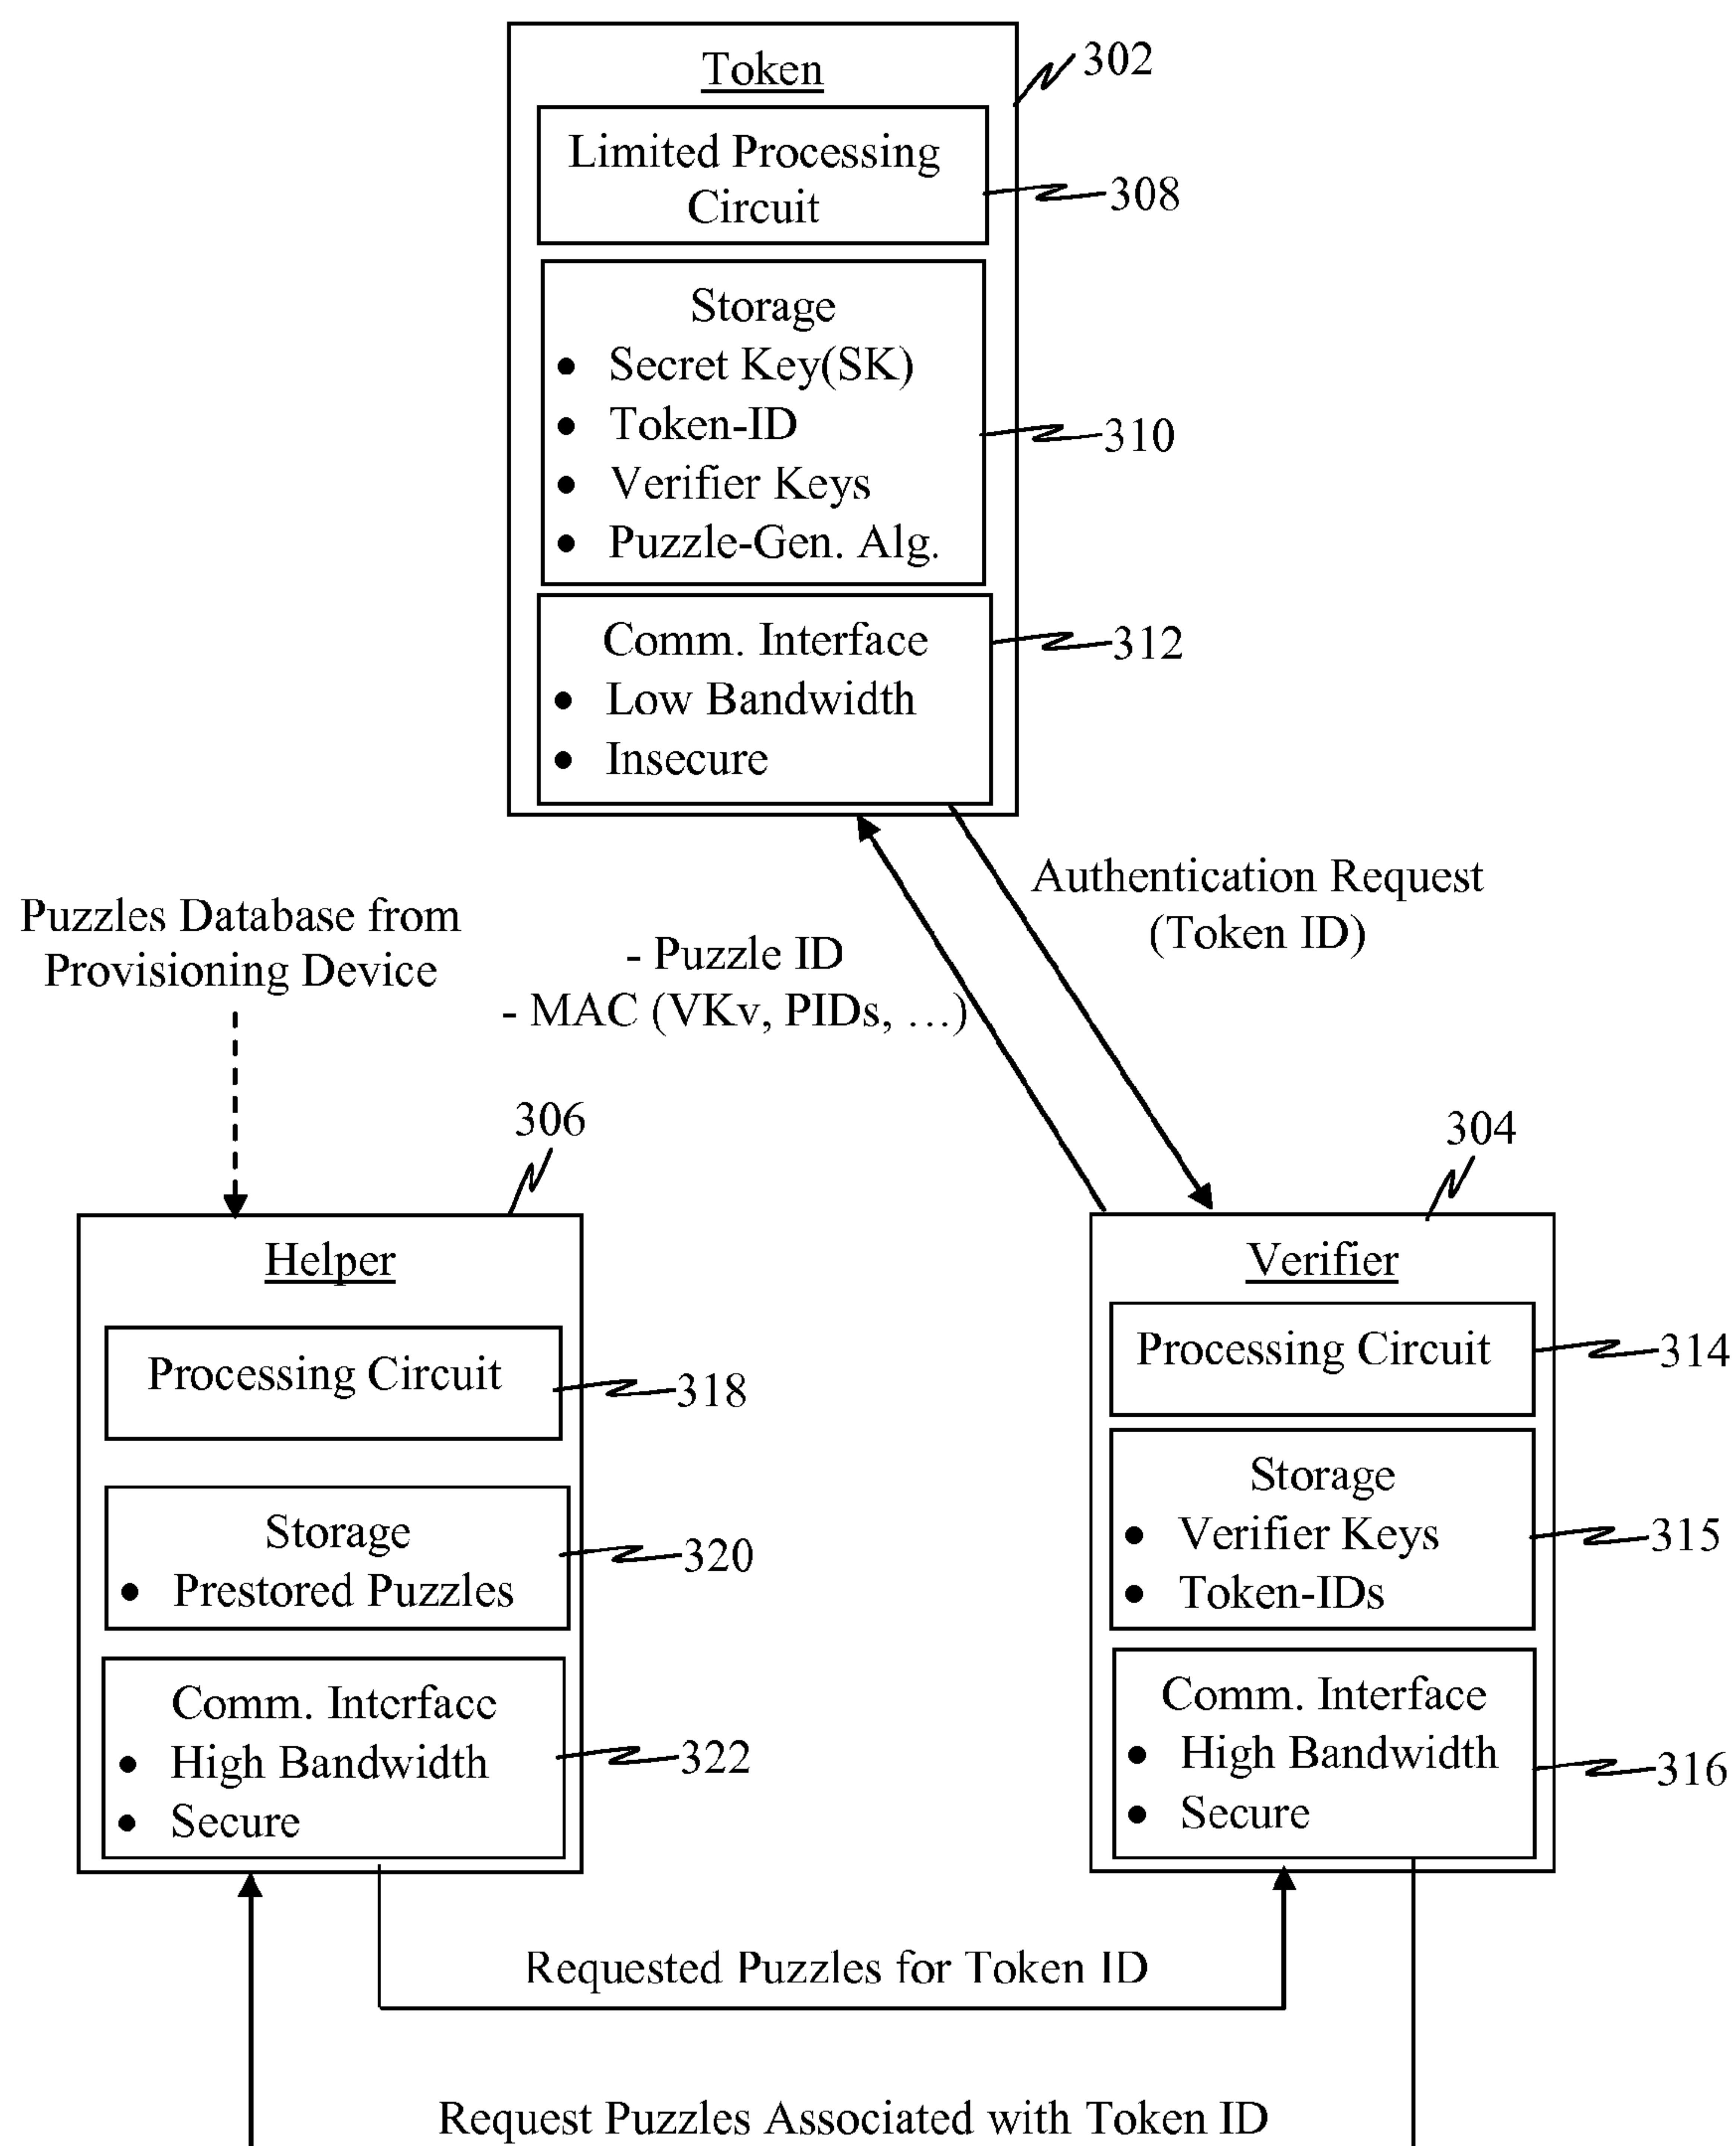 Token
302
Limited Processing
Circuit
308
Storage
• Secret Key(SK)
• Token-ID
• Verifier Keys
• Puzzle-Gen. Alg.
310
Comm. Interface
• Low Bandwidth
• Insecure
312
Authentication Request
(Token ID)
Puzzles Database from
Provisioning Device
- Puzzle ID
- MAC (VKv, PIDs, …)
306
Helper
Processing Circuit
318
Storage
• Prestored Puzzles
320
Comm. Interface
• High Bandwidth
• Secure
322
304
Verifier
Processing Circuit
314
Storage
• Verifier Keys
• Token-IDs
315
Comm. Interface
• High Bandwidth
• Secure
316
Requested Puzzles for Token ID
Request Puzzles Associated with Token ID